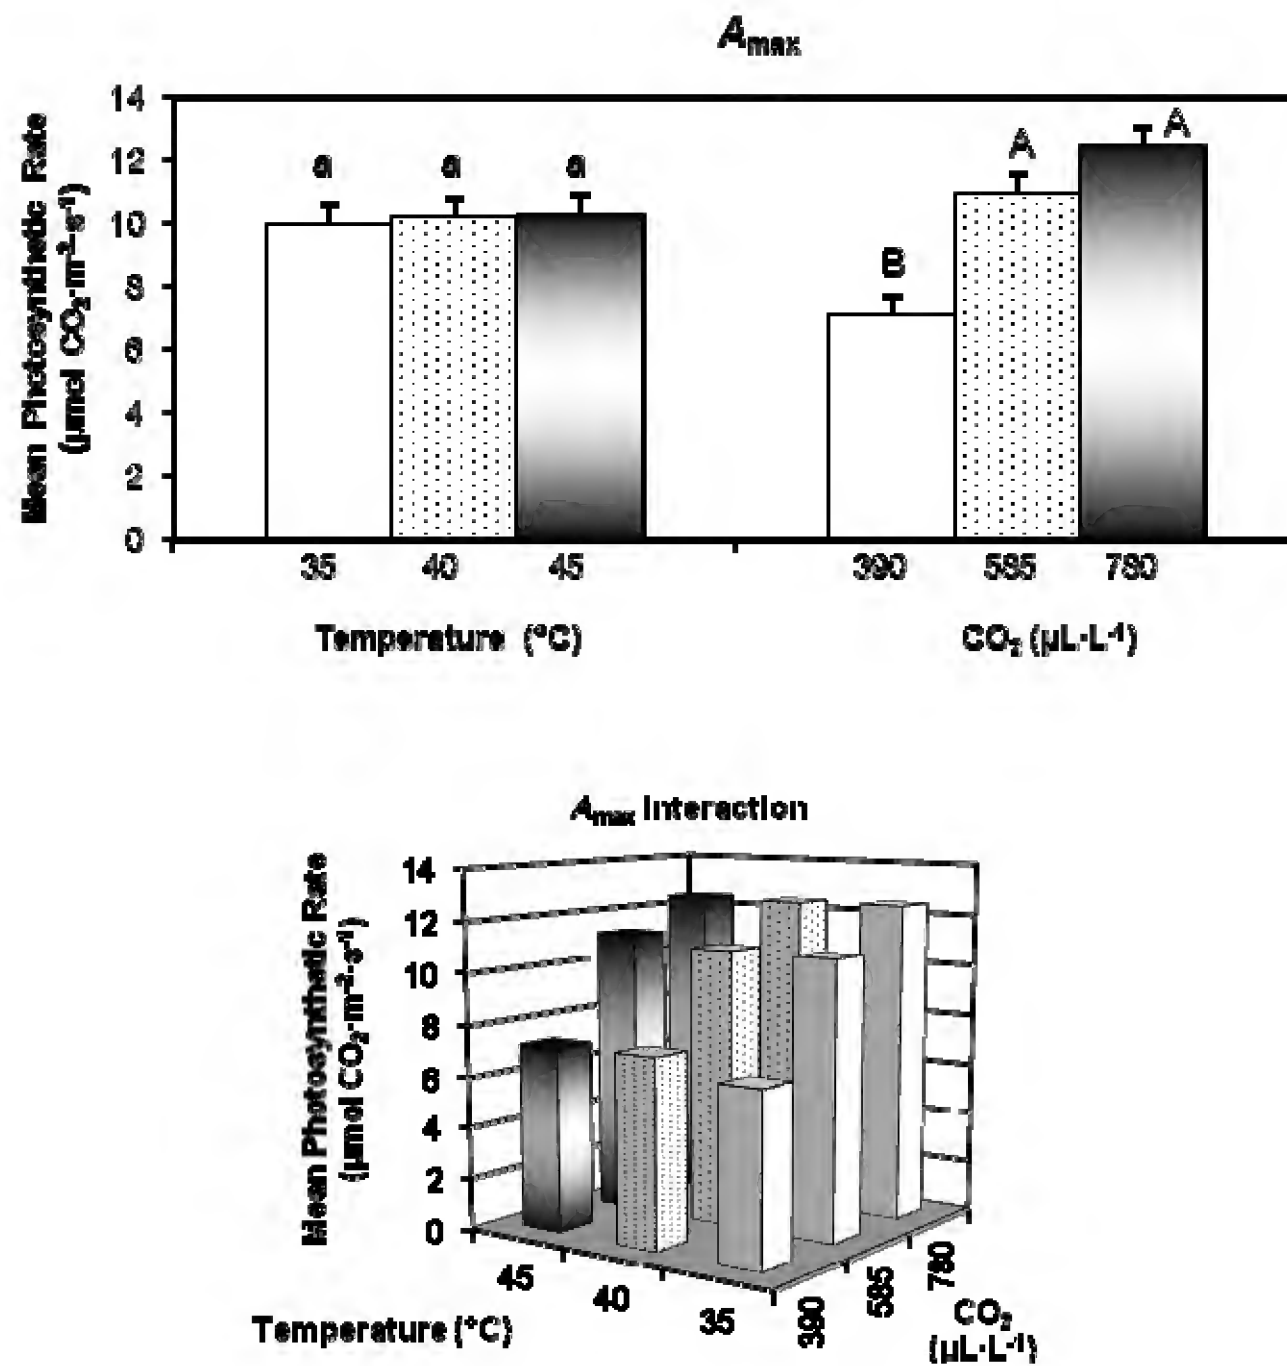 Amax
Mean Photosynthetic Rate
(µmol CO₂·m⁻²·s⁻¹)
14
12
10
8
6
4
2
0
a
a
a
B
A
A
35
40
45
390
585
780
Temperature (°C)
CO₂ (µL·L⁻¹)
Amax Interaction
Mean Photosynthetic Rate
(µmol CO₂·m⁻²·s⁻¹)
14
12
10
8
6
4
2
0
45
40
35
390
585
780
Temperature (°C)
CO₂
(µL·L⁻¹)